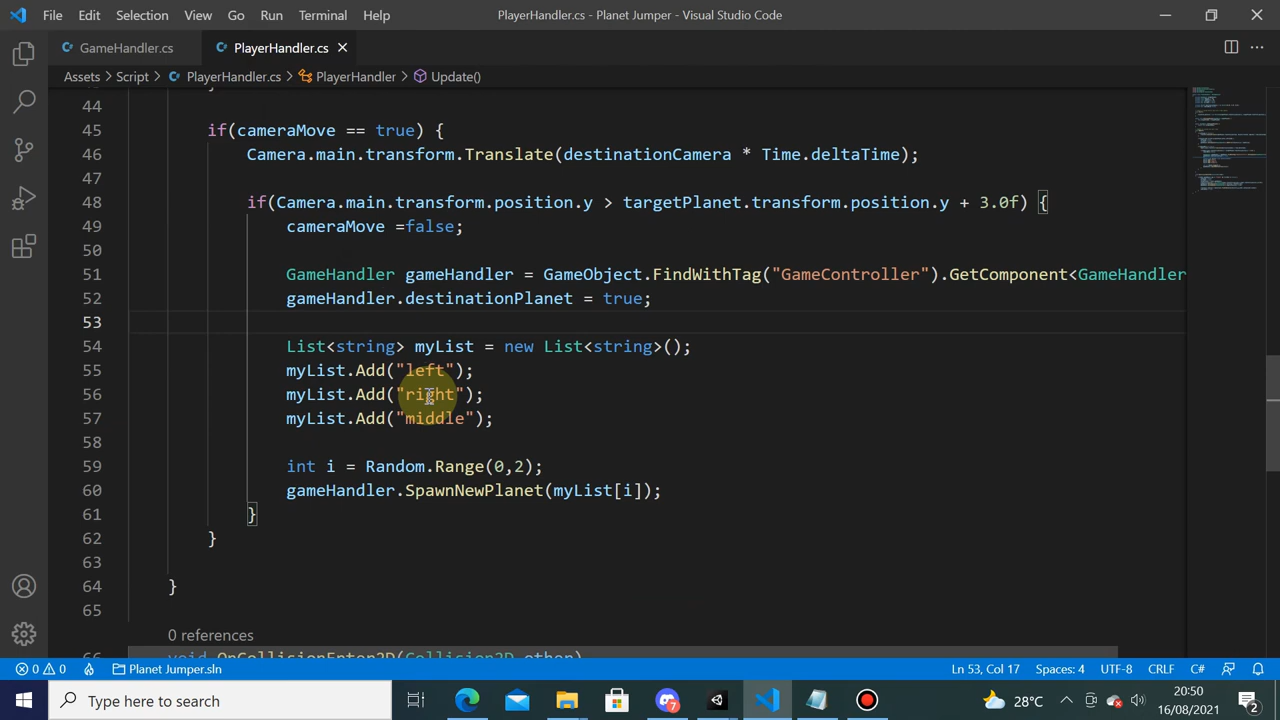 File Edit Selection View Go Run Terminal Help PlayerHandler.cs - Planet Jumper - Visual Studio Code
GameHandler.cs PlayerHandler.cs
Assets > Script > PlayerHandler.cs > PlayerHandler > Update()
44
45 if(cameraMove == true) {
46 Camera.main.transform.Translate(destinationCamera * Time.deltaTime);
47
48 if(Camera.main.transform.position.y > targetPlanet.transform.position.y + 3.0f) {
49 cameraMove =false;
50
51 GameHandler gameHandler = GameObject.FindWithTag("GameController").GetComponent<GameHandler
52 gameHandler.destinationPlanet = true;
53
54 List<string> myList = new List<string>();
55 myList.Add("left");
56 myList.Add("right");
57 myList.Add("middle");
58
59 int i = Random.Range(0,2);
60 gameHandler.SpawnNewPlanet(myList[i]);
61 }
62 }
63
64 }
65
0 references
void OnCollisionEnter2D(Collision2D other)
0 0 Planet Jumper.sln Ln 53, Col 17 Spaces: 4 UTF-8 CRLF C#
Type here to search 7 28°C 20:50
16/08/2021 2